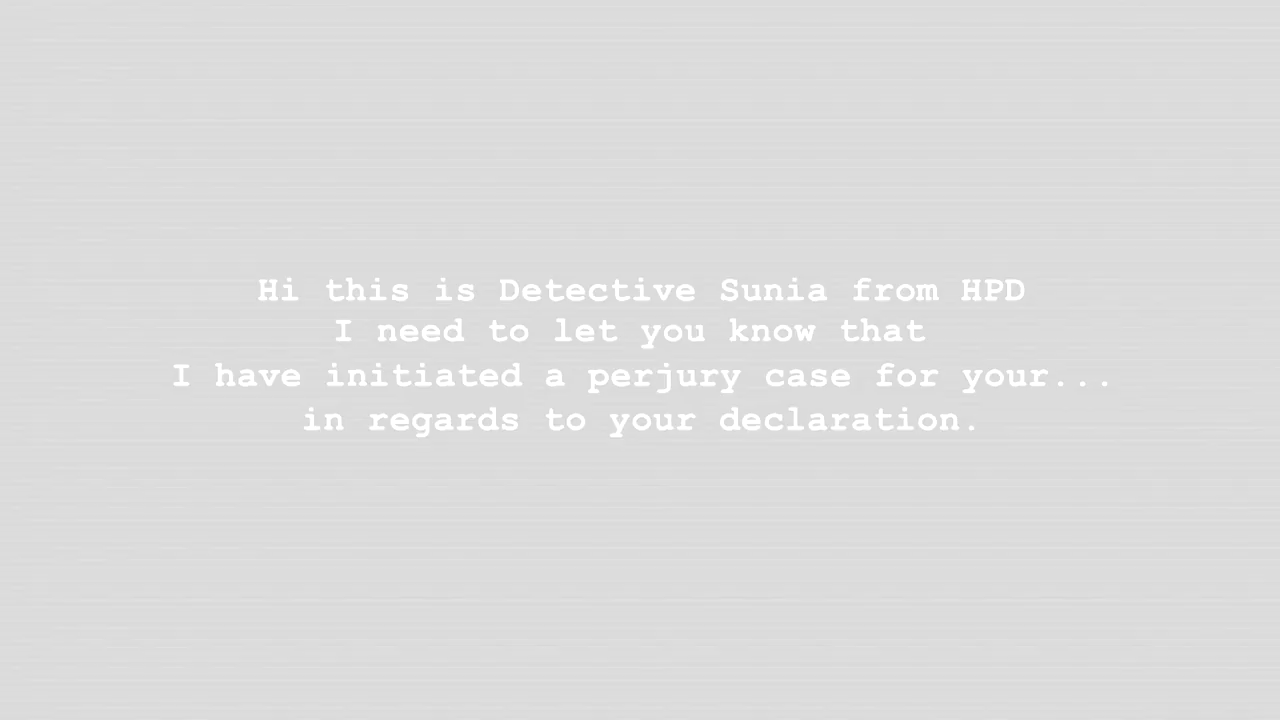 Hi this is Detective Sunia from HPD
I need to let you know that
I have initiated a perjury case for your...
in regards to your declaration.